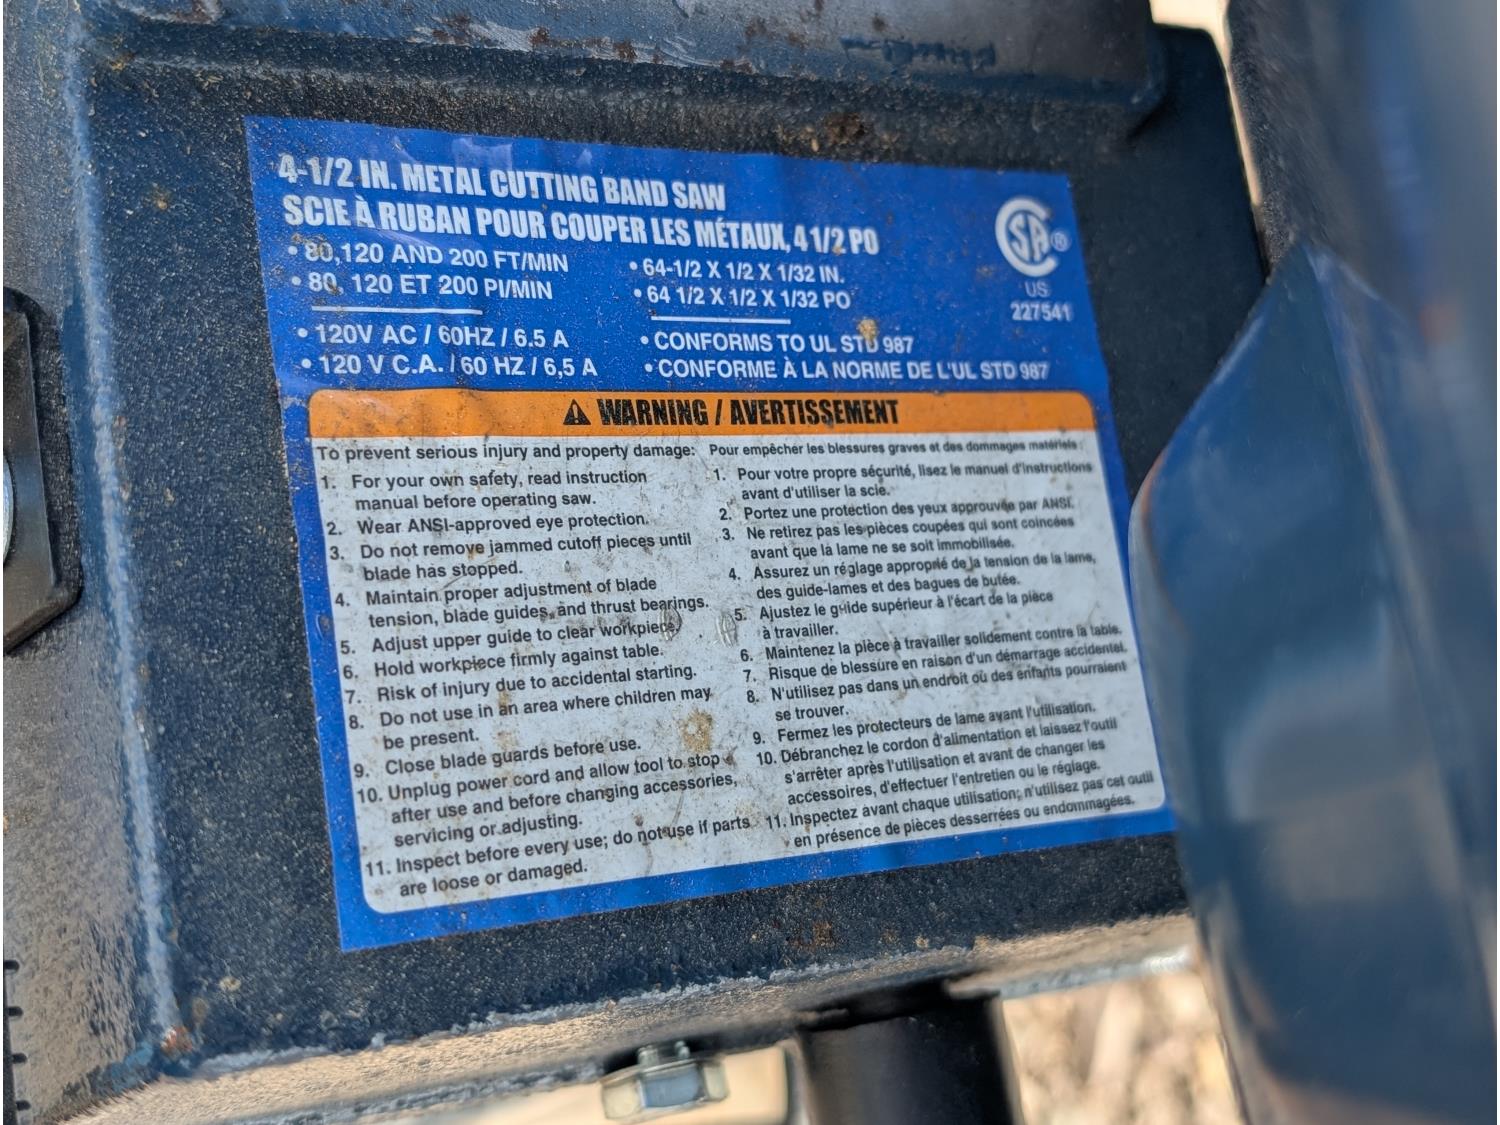 4-1/2 IN. METAL CUTTING BAND SAW
SCIE À RUBAN POUR COUPER LES MÉTAUX, 4 1/2 PO
• 80,120 AND 200 FT/MIN
• 80, 120 ET 200 PI/MIN
• 64-1/2 X 1/2 X 1/32 IN.
• 64 1/2 X 1/2 X 1/32 PO
SA®
US
227541
• 120V AC / 60HZ / 6.5 A
• 120 V C.A. / 60 HZ / 6,5 A
• CONFORMS TO UL STD 987
• CONFORME À LA NORME DE L'UL STD 987
⚠ WARNING / AVERTISSEMENT
To prevent serious injury and property damage:
1. For your own safety, read instruction
manual before operating saw.
2. Wear ANSI-approved eye protection.
3. Do not remove jammed cutoff pieces until
blade has stopped.
4. Maintain proper adjustment of blade
tension, blade guides, and thrust bearings.
5. Adjust upper guide to clear workpiece.
6. Hold workpiece firmly against table.
7. Risk of injury due to accidental starting.
8. Do not use in an area where children may
be present.
9. Close blade guards before use.
10. Unplug power cord and allow tool to stop
after use and before changing accessories,
servicing or adjusting.
11. Inspect before every use; do not use if parts
are loose or damaged.
Pour empêcher les blessures graves et des dommages matériels :
1. Pour votre propre sécurité, lisez le manuel d'instructions
avant d'utiliser la scie.
2. Portez une protection des yeux approuvée par ANSI.
3. Ne retirez pas les pièces coupées qui sont coincées
avant que la lame ne se soit immobilisée.
4. Assurez un réglage approprié de la tension de la lame,
des guide-lames et des bagues de butée.
5. Ajustez le guide supérieur à l'écart de la pièce
à travailler.
6. Maintenez la pièce à travailler solidement contre la table.
7. Risque de blessure en raison d'un démarrage accidentel.
8. N'utilisez pas dans un endroit où des enfants pourraient
se trouver.
9. Fermez les protecteurs de lame avant l'utilisation.
10. Débranchez le cordon d'alimentation et laissez l'outil
s'arrêter après l'utilisation et avant de changer les
accessoires, d'effectuer l'entretien ou le réglage.
11. Inspectez avant chaque utilisation; n'utilisez pas cet outil
en présence de pièces desserrées ou endommagées.